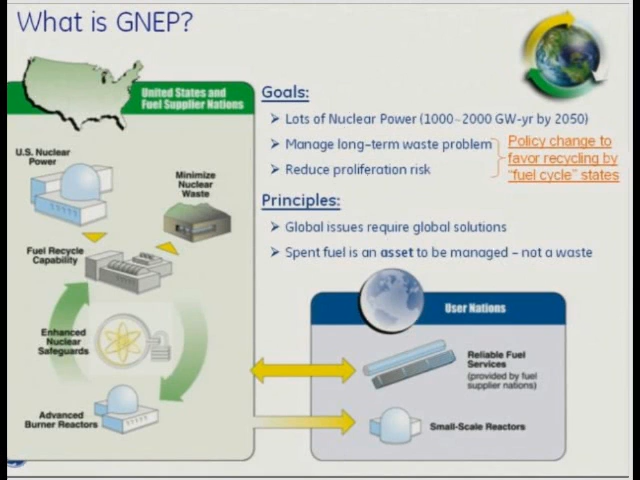 What is GNEP?
United States and
Fuel Supplier Nations
U.S. Nuclear
Power
Minimize
Nuclear
Waste
Fuel Recycle
Capability
Enhanced
Nuclear
Safeguards
Advanced
Burner Reactors
Goals:
Lots of Nuclear Power (1000-2000 GW-yr by 2050)
Manage long-term waste problem
Reduce proliferation risk
Policy change to
favor recycling by
"fuel cycle" states
Principles:
Global issues require global solutions
Spent fuel is an asset to be managed – not a waste
User Nations
Reliable Fuel
Services
(provided by fuel
supplier nations)
Small-Scale Reactors